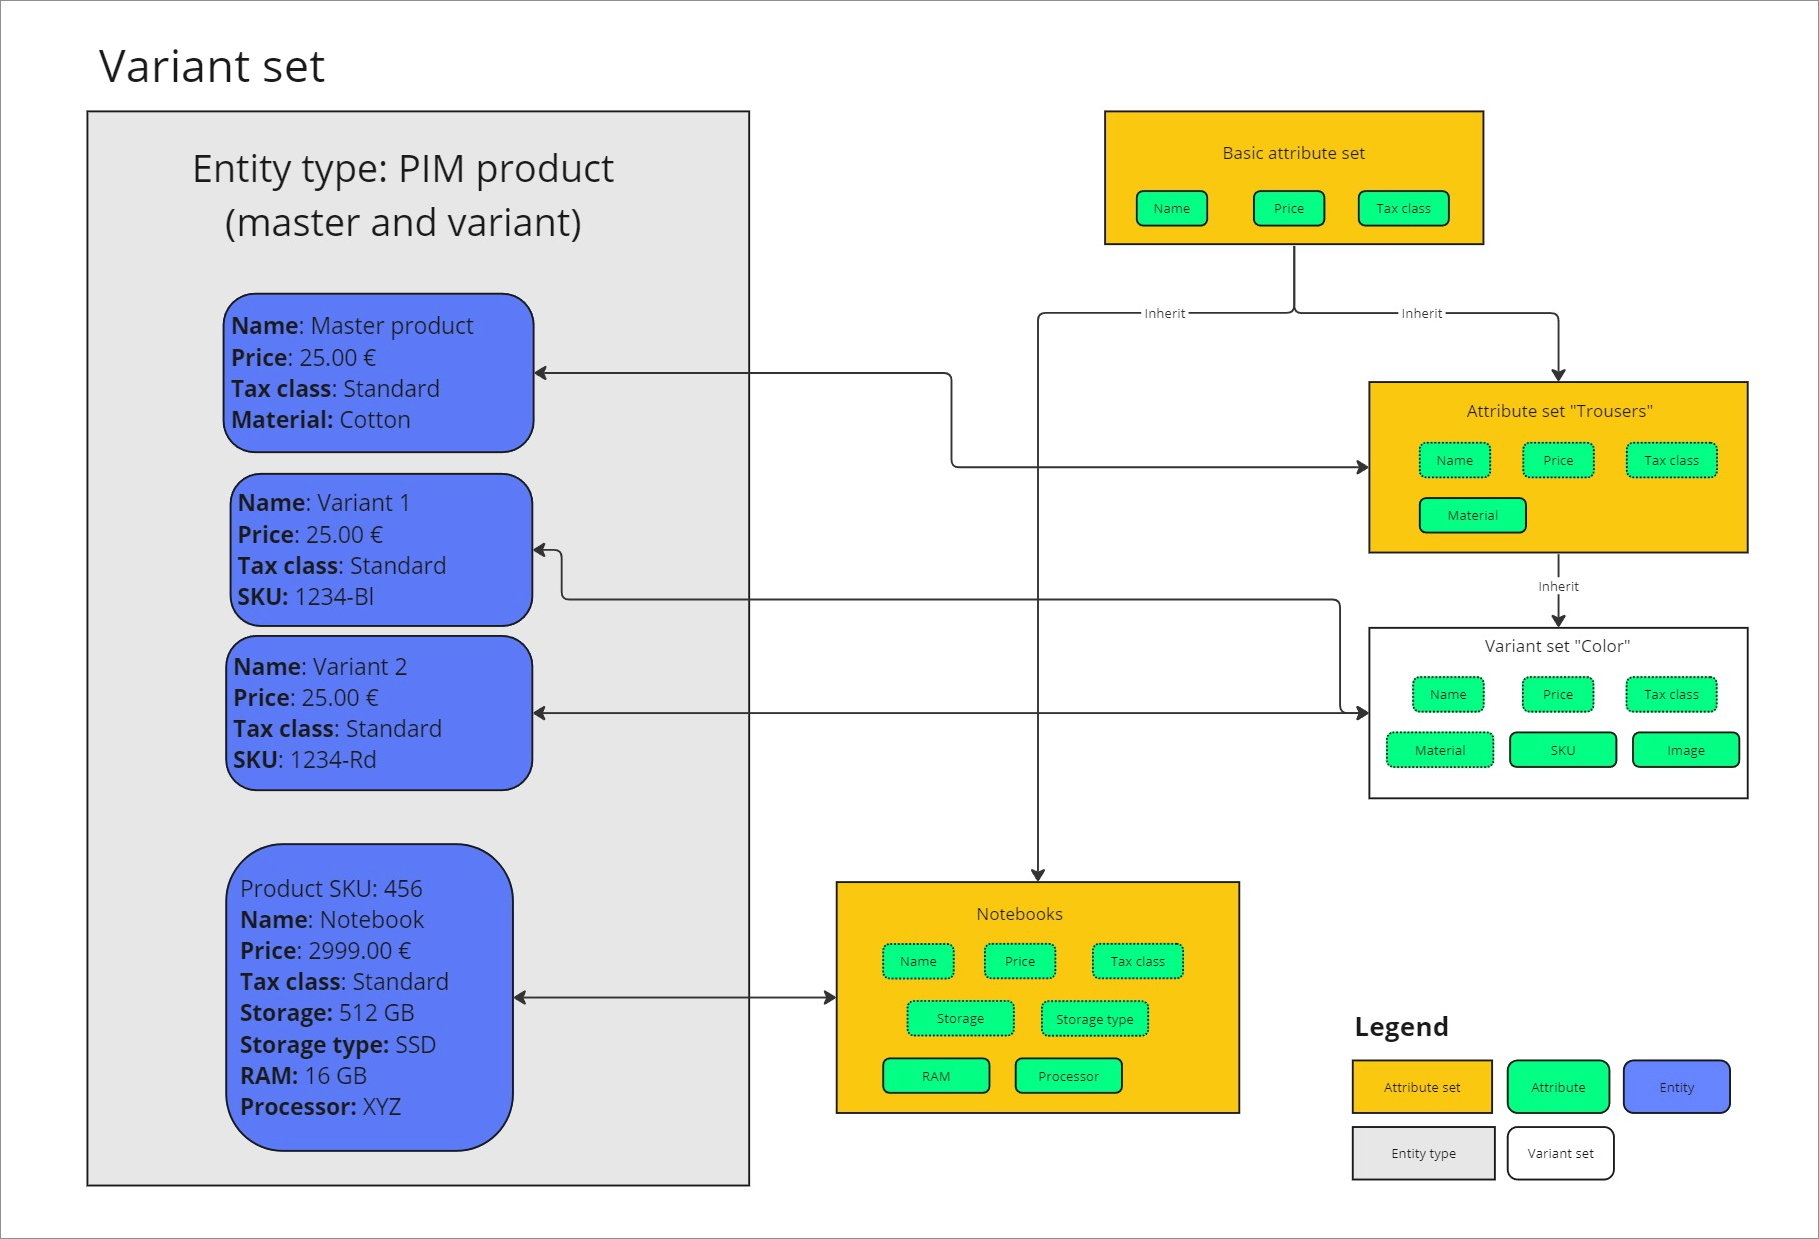 Variant set
Entity type: PIM product
(master and variant)
Name: Master product
Price: 25.00 €
Tax class: Standard
Material: Cotton
Name: Variant 1
Price: 25.00 €
Tax class: Standard
SKU: 1234-Bl
Name: Variant 2
Price: 25.00 €
Tax class: Standard
SKU: 1234-Rd
Product SKU: 456
Name: Notebook
Price: 2999.00 €
Tax class: Standard
Storage: 512 GB
Storage type: SSD
RAM: 16 GB
Processor: XYZ
Basic attribute set
Name Price Tax class
Inherit Inherit
Attribute set "Trousers"
Name Price Tax class
Material
Inherit
Variant set "Color"
Name Price Tax class
Material SKU Image
Notebooks
Name Price Tax class
Storage Storage type
RAM Processor
Legend
Attribute set Attribute Entity
Entity type Variant set